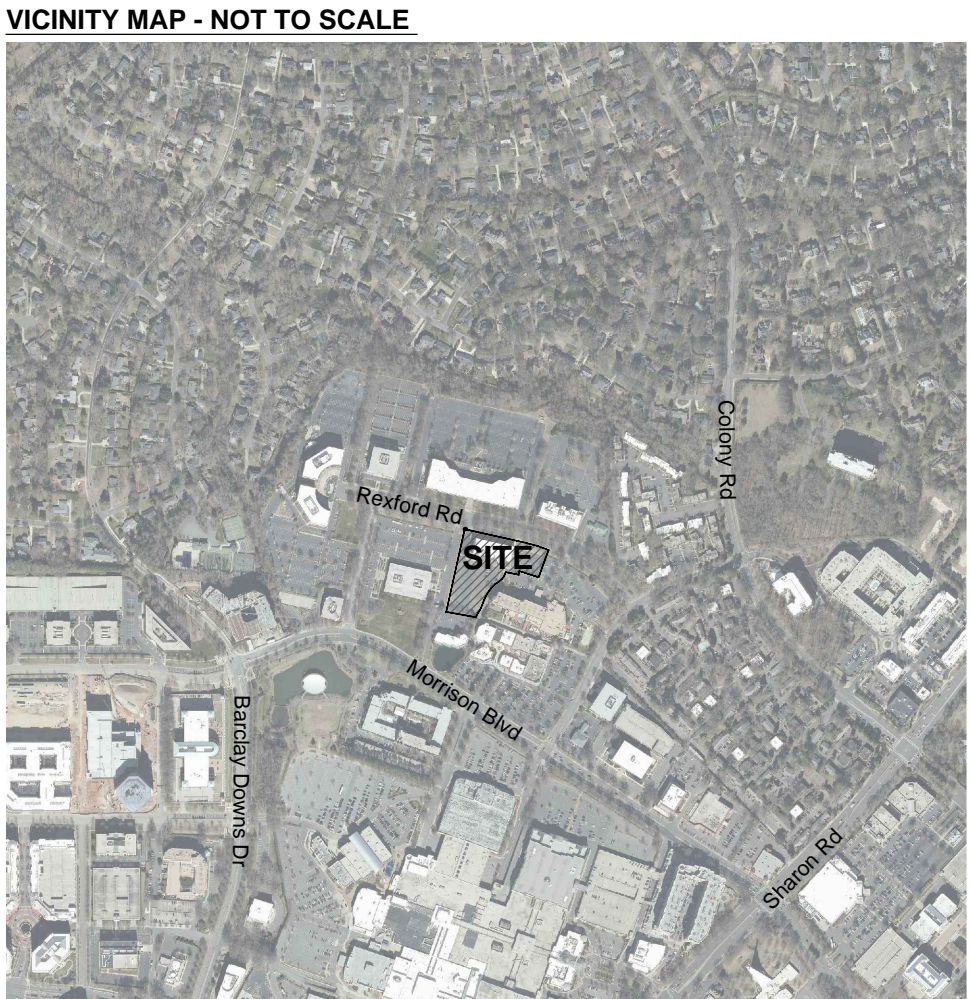 VICINITY MAP - NOT TO SCALE
Colony Rd
Rexford Rd
SITE
Morrison Blvd
Barclay Downs Dr
Sharon Rd